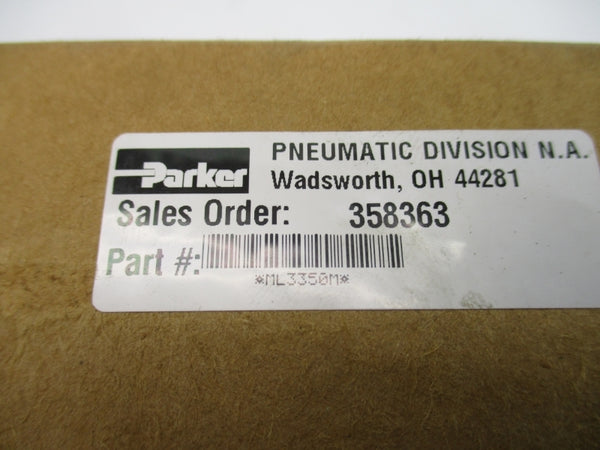 Parker
PNEUMATIC DIVISION N.A.
Wadsworth, OH 44281
Sales Order: 358363
Part #:
*ML3350M*